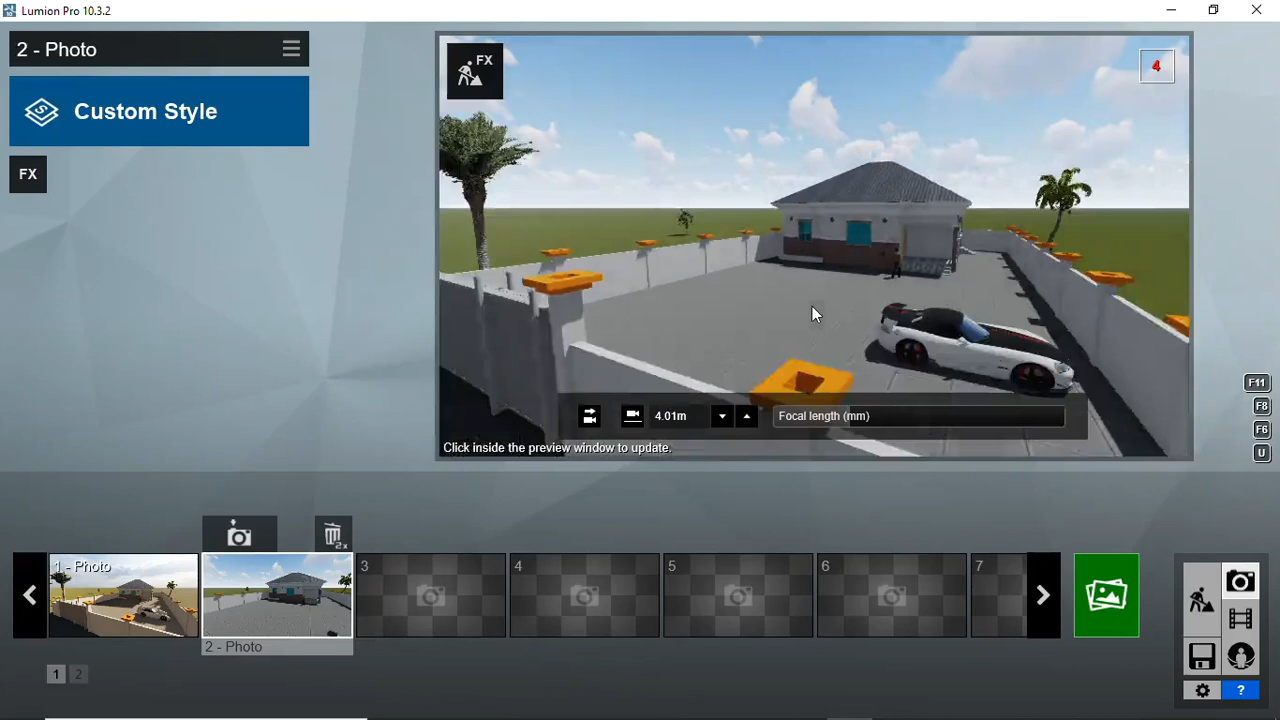 Lumion Pro 10.3.2
2 - Photo
Custom Style
FX
FX
4
4.01m
Focal length (mm)
Click inside the preview window to update.
F11
F8
F6
U
2x
1 - Photo
3
4
5
6
7
2 - Photo
1
2
?